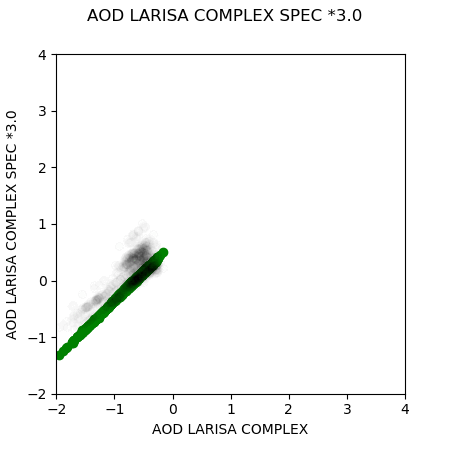 AOD LARISA COMPLEX SPEC *3.0
AOD LARISA COMPLEX SPEC *3.0
4
3
2
1
0
−1
−2
−2 −1 0 1 2 3 4
AOD LARISA COMPLEX